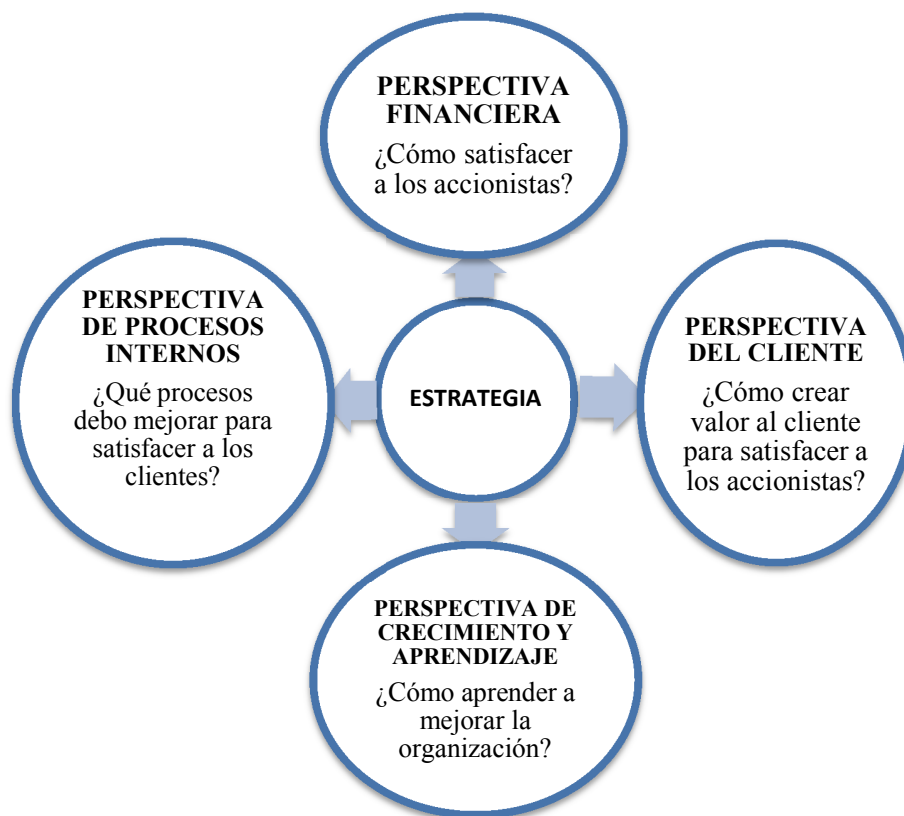 PERSPECTIVA
FINANCIERA
¿Cómo satisfacer
a los accionistas?
PERSPECTIVA
DE PROCESOS
INTERNOS
¿Qué procesos
debo mejorar para
satisfacer a los
clientes?
ESTRATEGIA
PERSPECTIVA
DEL CLIENTE
¿Cómo crear
valor al cliente
para satisfacer a
los accionistas?
PERSPECTIVA DE
CRECIMIENTO Y
APRENDIZAJE
¿Cómo aprender a
mejorar la
organización?